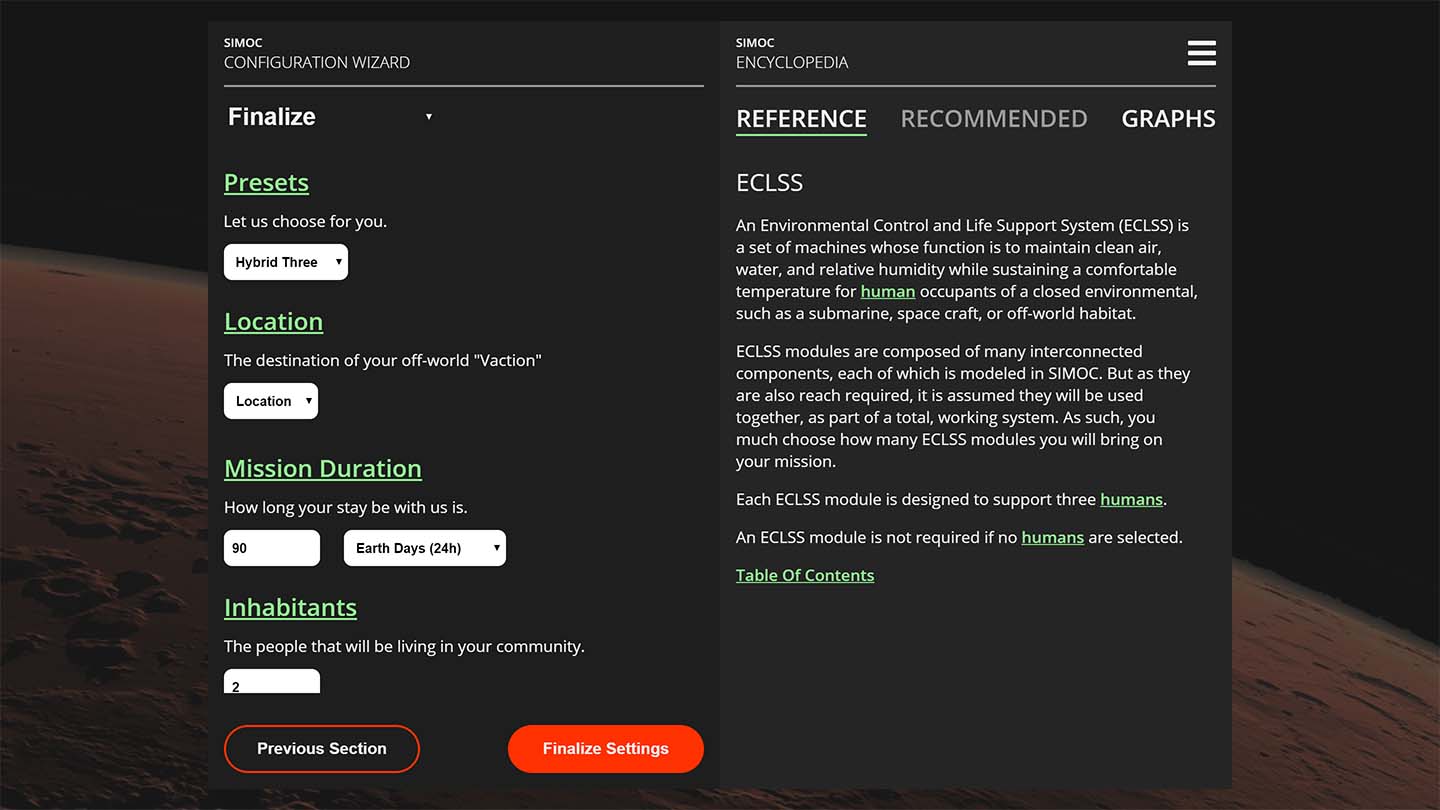 SIMOC
CONFIGURATION WIZARD
Finalize
Presets
Let us choose for you.
Hybrid Three
Location
The destination of your off-world "Vaction"
Location
Mission Duration
How long your stay be with us is.
90
Earth Days (24h)
Inhabitants
The people that will be living in your community.
2
Previous Section
Finalize Settings
SIMOC
ENCYCLOPEDIA
REFERENCE
RECOMMENDED
GRAPHS
ECLSS
An Environmental Control and Life Support System (ECLSS) is
a set of machines whose function is to maintain clean air,
water, and relative humidity while sustaining a comfortable
temperature for human occupants of a closed environmental,
such as a submarine, space craft, or off-world habitat.
ECLSS modules are composed of many interconnected
components, each of which is modeled in SIMOC. But as they
are also reach required, it is assumed they will be used
together, as part of a total, working system. As such, you
much choose how many ECLSS modules you will bring on
your mission.
Each ECLSS module is designed to support three humans.
An ECLSS module is not required if no humans are selected.
Table Of Contents